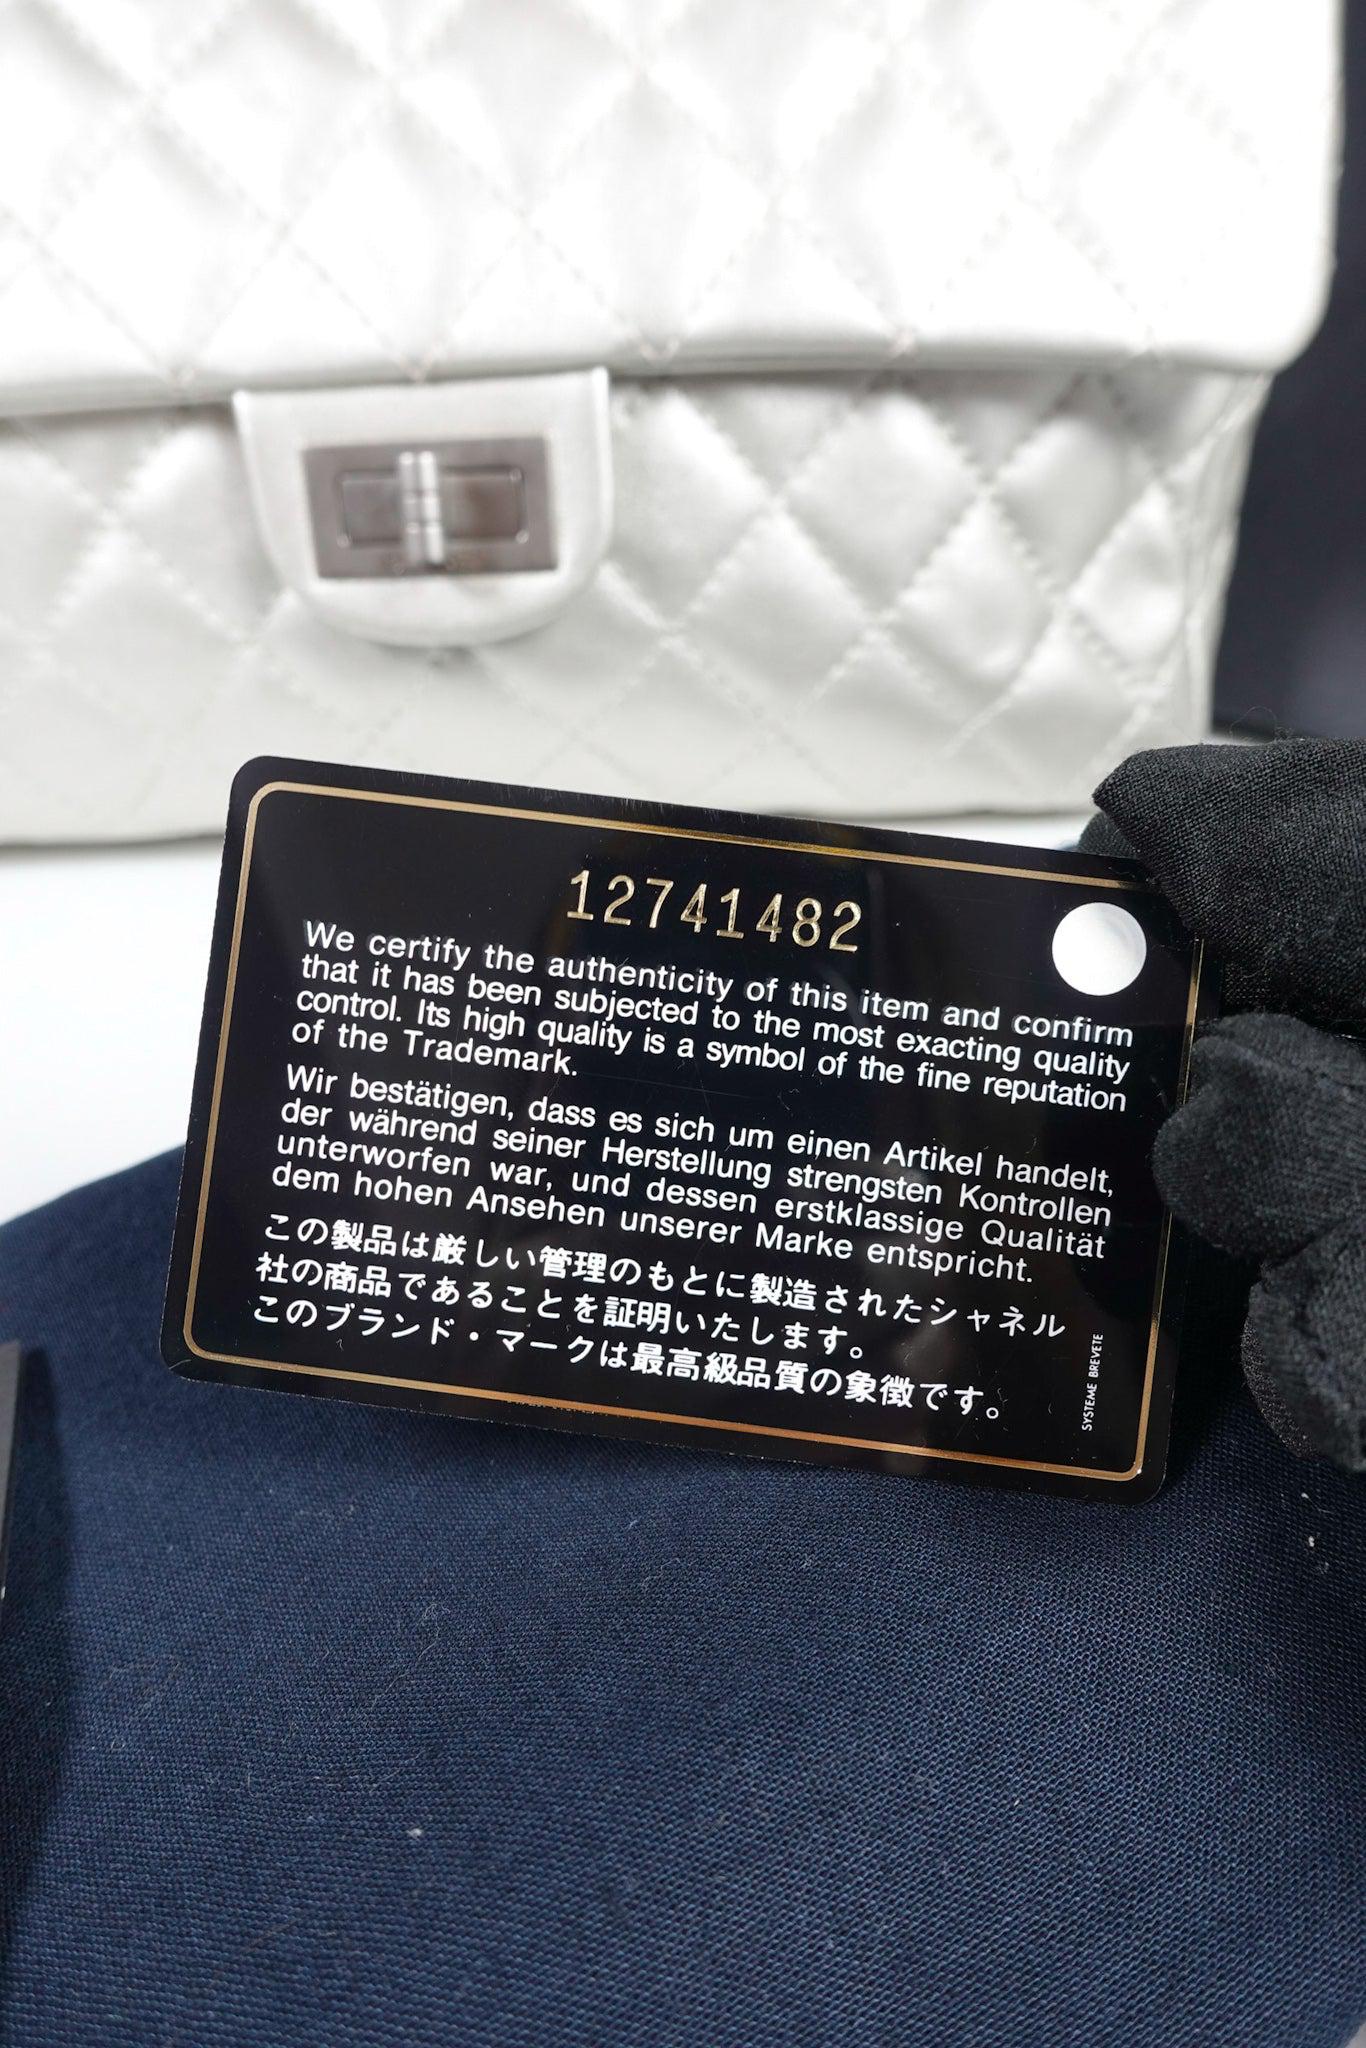 12741482
We certify the authenticity of this item and confirm
that it has been subjected to the most exacting quality
control. Its high quality is a symbol of the fine reputation
of the Trademark.
Wir bestätigen, dass es sich um einen Artikel handelt,
der während seiner Herstellung strengsten Kontrollen
unterworfen war, und dessen erstklassige Qualität
dem hohen Ansehen unserer Marke entspricht.
この製品は厳しい管理のもとに製造されたシャネル
社の商品であることを証明いたします。
このブランド・マークは最高級品質の象徴です。
SYSTEME BREVETE